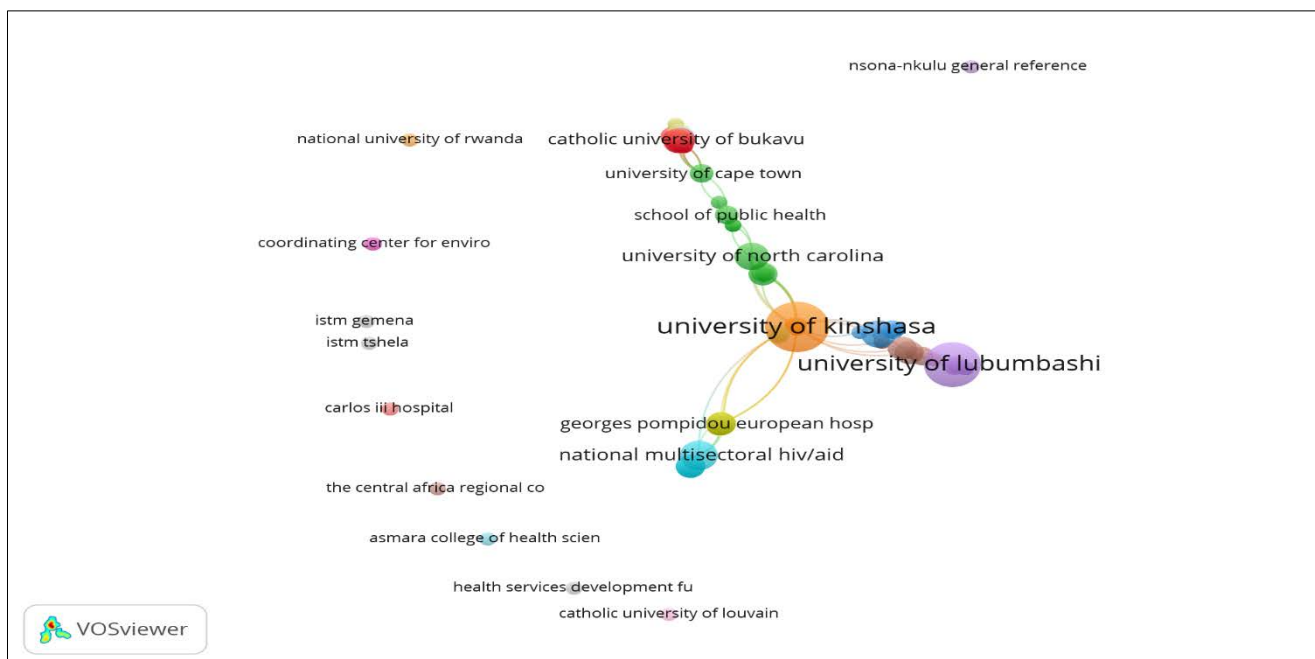 nsona-nkulu general reference
national university of rwanda
catholic university of bukavu
university of cape town
school of public health
coordinating center for enviro
university of north carolina
istm gemena
university of kinshasa
istm tshela
university of lubumbashi
carlos iii hospital
georges pompidou european hosp
national multisectoral hiv/aid
the central africa regional co
asmara college of health scien
health services development fu
catholic university of louvain
VOSviewer